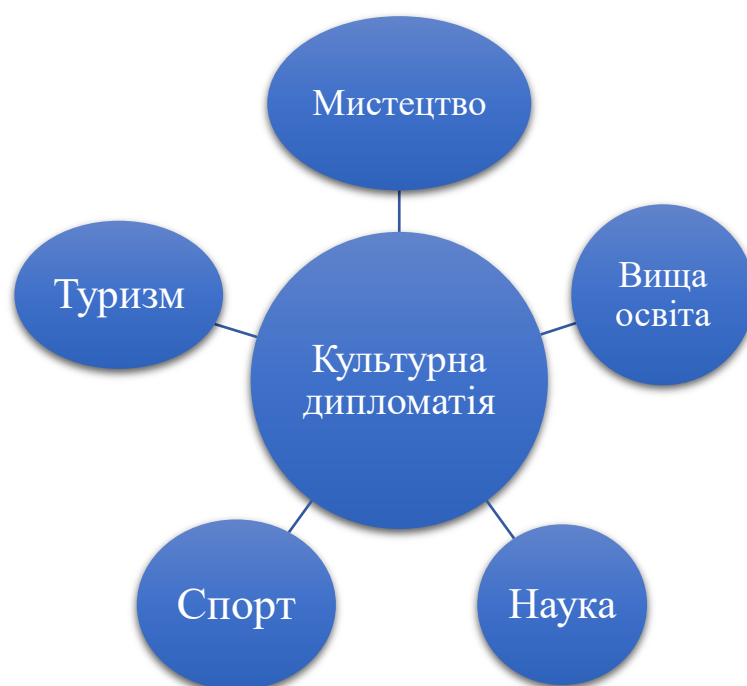 Мистецтво
Туризм
Вища
освіта
Культурна
дипломатія
Спорт
Наука